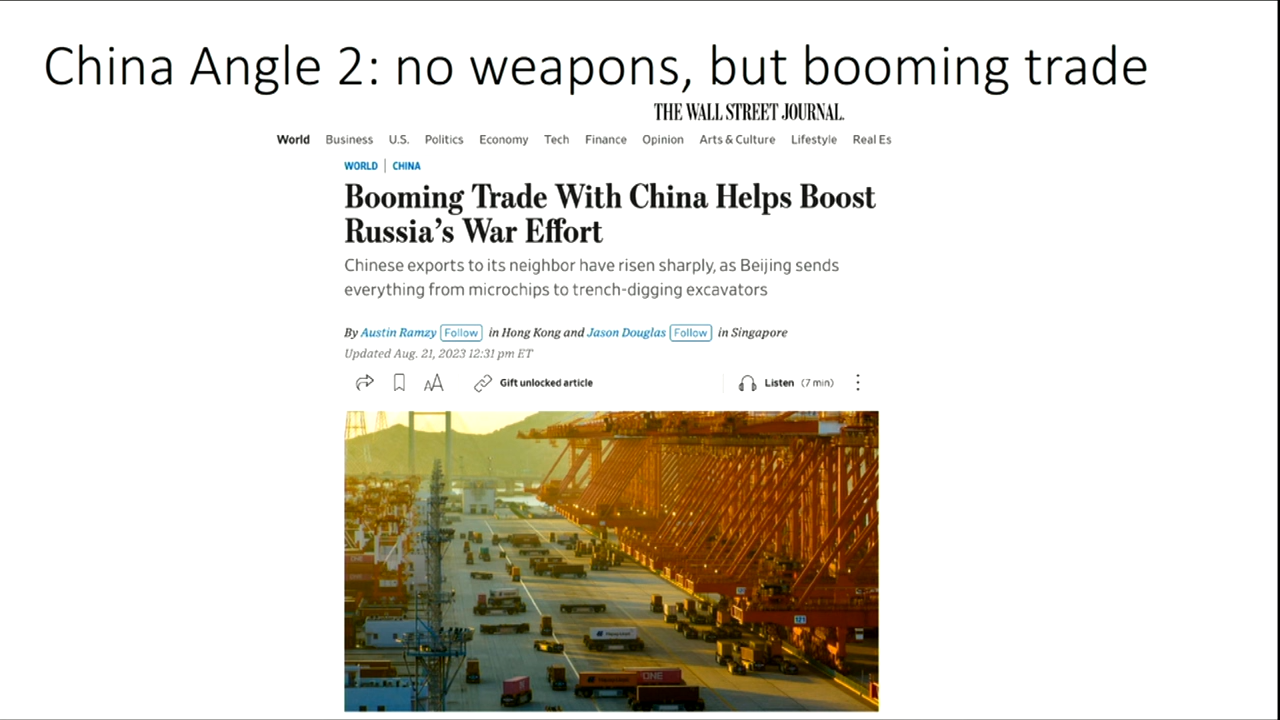 China Angle 2: no weapons, but booming trade
THE WALL STREET JOURNAL.
World Business U.S. Politics Economy Tech Finance Opinion Arts & Culture Lifestyle Real Es
WORLD | CHINA
Booming Trade With China Helps Boost
Russia's War Effort
Chinese exports to its neighbor have risen sharply, as Beijing sends
everything from microchips to trench-digging excavators
By Austin Ramzy Follow in Hong Kong and Jason Douglas Follow in Singapore
Updated Aug. 21, 2023 12:31 pm ET
AA Gift unlocked article Listen (7 min)
121
ONE